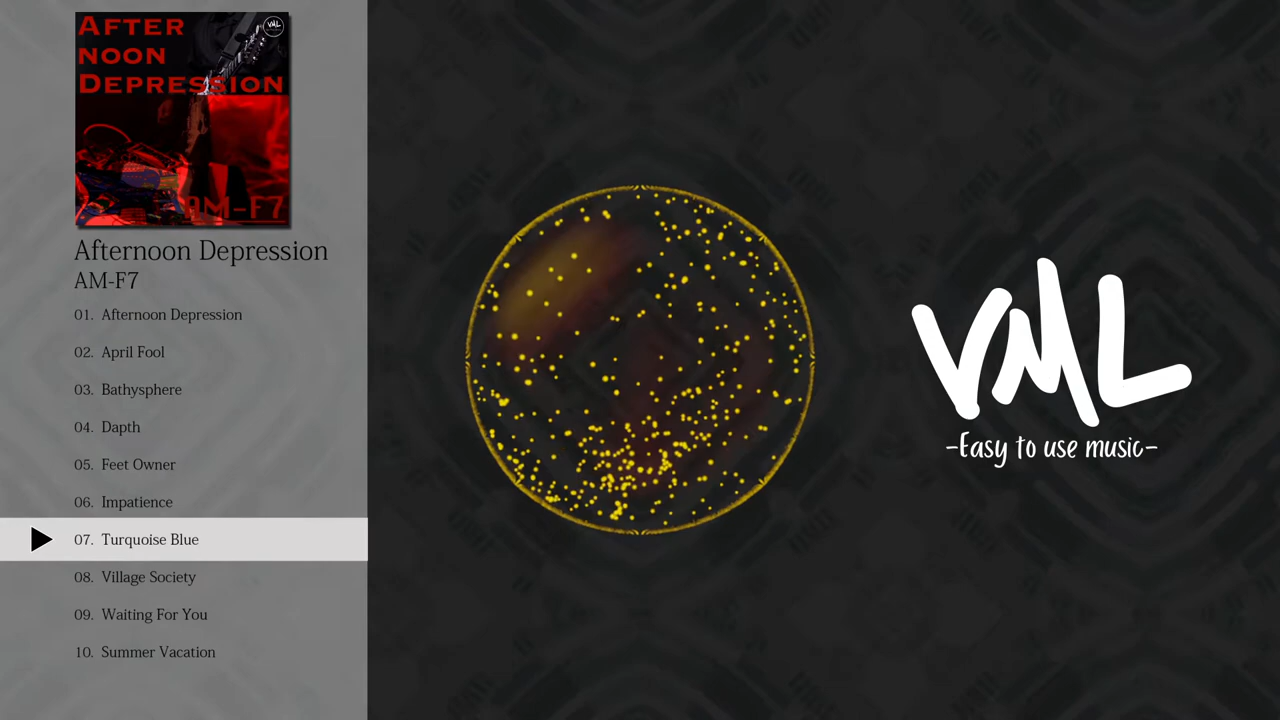 AFTER
NOON
DEPRESSION
VML
AM-F7
Afternoon Depression
AM-F7
01. Afternoon Depression
02. April Fool
03. Bathysphere
04. Dapth
05. Feet Owner
06. Impatience
07. Turquoise Blue
08. Village Society
09. Waiting For You
10. Summer Vacation
VML
-Easy to use music-